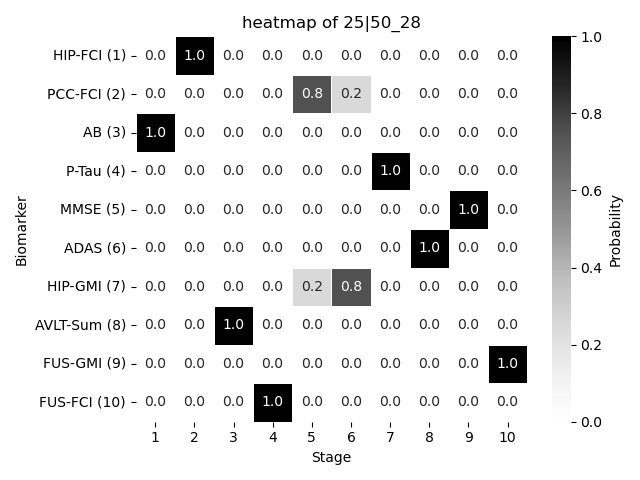 heatmap of 25|50_28
HIP-FCI (1) 0.0 1.0 0.0 0.0 0.0 0.0 0.0 0.0 0.0 0.0
PCC-FCI (2) 0.0 0.0 0.0 0.0 0.8 0.2 0.0 0.0 0.0 0.0
AB (3) 1.0 0.0 0.0 0.0 0.0 0.0 0.0 0.0 0.0 0.0
P-Tau (4) 0.0 0.0 0.0 0.0 0.0 0.0 1.0 0.0 0.0 0.0
MMSE (5) 0.0 0.0 0.0 0.0 0.0 0.0 0.0 0.0 1.0 0.0
ADAS (6) 0.0 0.0 0.0 0.0 0.0 0.0 0.0 1.0 0.0 0.0
HIP-GMI (7) 0.0 0.0 0.0 0.0 0.2 0.8 0.0 0.0 0.0 0.0
AVLT-Sum (8) 0.0 0.0 1.0 0.0 0.0 0.0 0.0 0.0 0.0 0.0
FUS-GMI (9) 0.0 0.0 0.0 0.0 0.0 0.0 0.0 0.0 0.0 1.0
FUS-FCI (10) 0.0 0.0 0.0 1.0 0.0 0.0 0.0 0.0 0.0 0.0
1 2 3 4 5 6 7 8 9 10
Stage
Biomarker
1.0
0.8
0.6
0.4
0.2
0.0
Probability